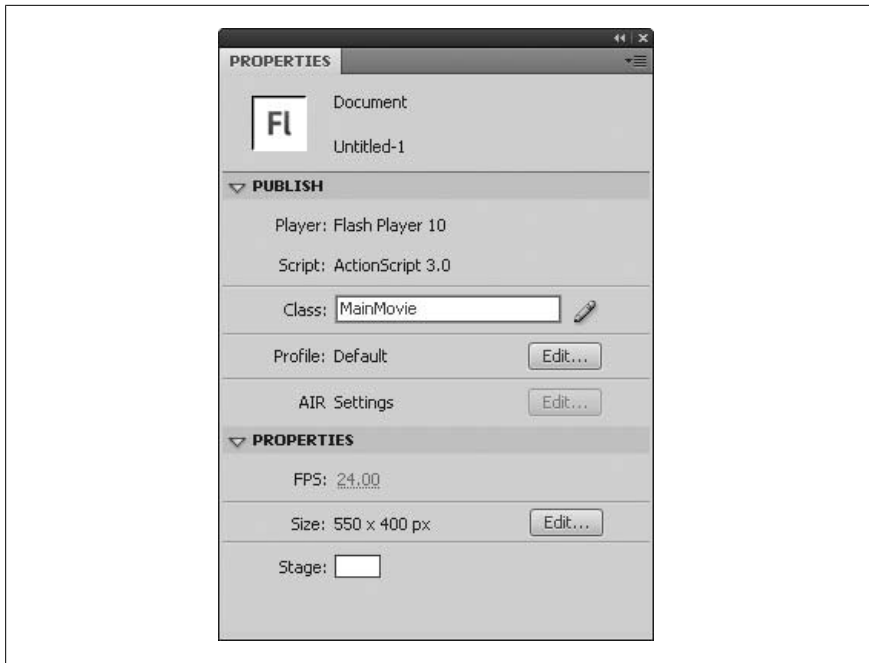 PROPERTIES
Fl
Document
Untitled-1
PUBLISH
Player: Flash Player 10
Script: ActionScript 3.0
Class: MainMovie
Profile: Default Edit...
AIR Settings Edit...
PROPERTIES
FPS: 24.00
Size: 550 x 400 px Edit...
Stage: